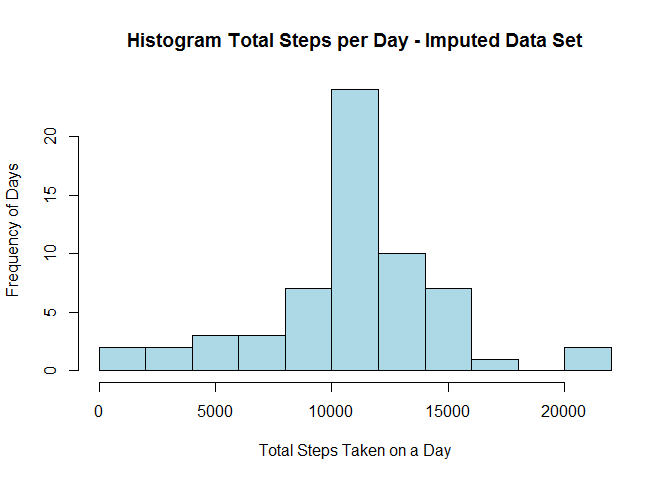 Histogram Total Steps per Day - Imputed Data Set
Frequency of Days
20
15
10
5
0
0 5000 10000 15000 20000
Total Steps Taken on a Day